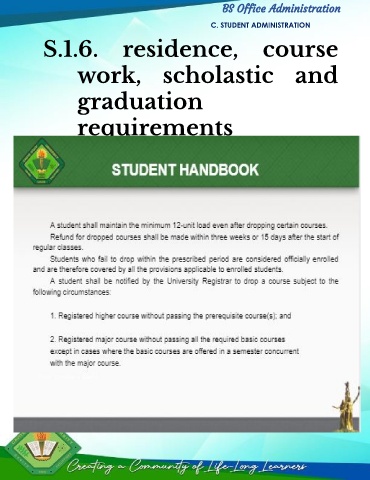 BS Office Administration
C. STUDENT ADMINISTRATION
S.1.6. residence, course
work, scholastic and
graduation
requirements
STUDENT HANDBOOK
A student shall maintain the minimum 12-unit load even after dropping certain courses.
Refund for dropped courses shall be made within three weeks or 15 days after the start of
regular classes.
Students who fail to drop within the prescribed period are considered officially enrolled
and are therefore covered by all the provisions applicable to enrolled students.
A student shall be notified by the University Registrar to drop a course subject to the
following circumstances:
1. Registered higher course without passing the prerequisite course(s); and
2. Registered major course without passing all the required basic courses
except in cases where the basic courses are offered in a semester concurrent
with the major course.
Creating a Community of Life-Long Learners